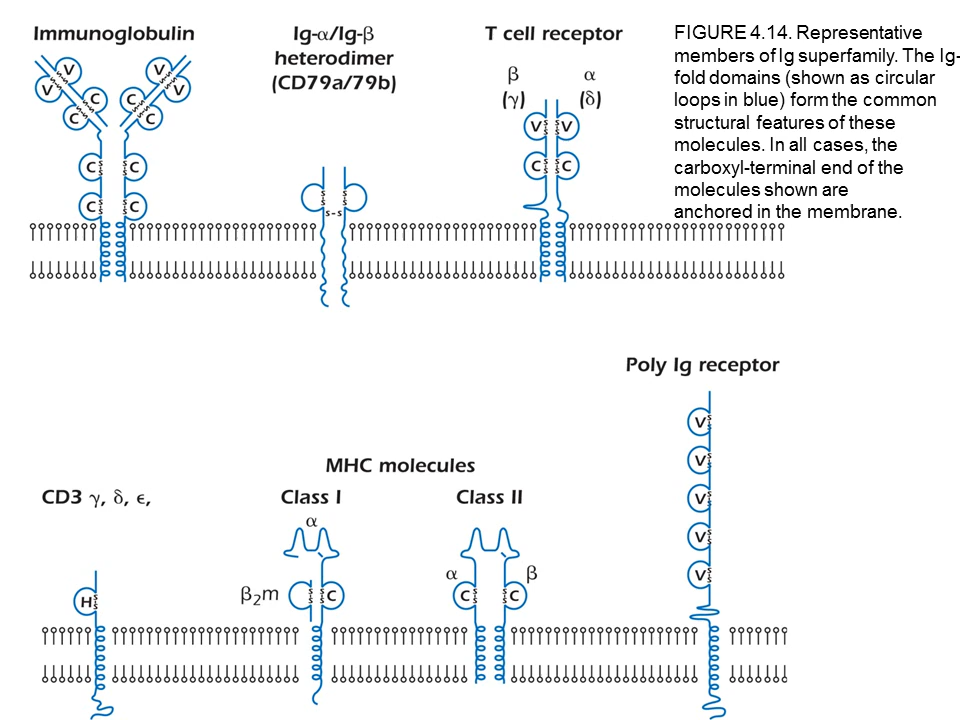 Immunoglobulin
V
V
C
C
V
V
C
C
C
C
C
C
Ig-α/Ig-β
heterodimer
(CD79a/79b)
s-s
T cell receptor
β
(γ)
α
(δ)
V
V
C
C
FIGURE 4.14. Representative
members of Ig superfamily. The Ig-
fold domains (shown as circular
loops in blue) form the common
structural features of these
molecules. In all cases, the
carboxyl-terminal end of the
molecules shown are
anchored in the membrane.
CD3 γ, δ, ϵ,
H
MHC molecules
Class I
α
β₂m
C
Class II
α
β
C
C
Poly Ig receptor
V
V
V
V
V